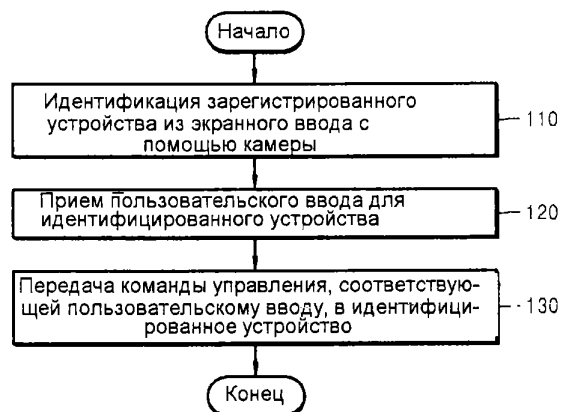 Начало
Идентификация зарегистрированного
устройства из экранного ввода с
помощью камеры
110
Прием пользовательского ввода для
идентифицированного устройства
120
Передача команды управления, соответствую-
щей пользовательскому вводу, в идентифици-
рованное устройство
130
Конец